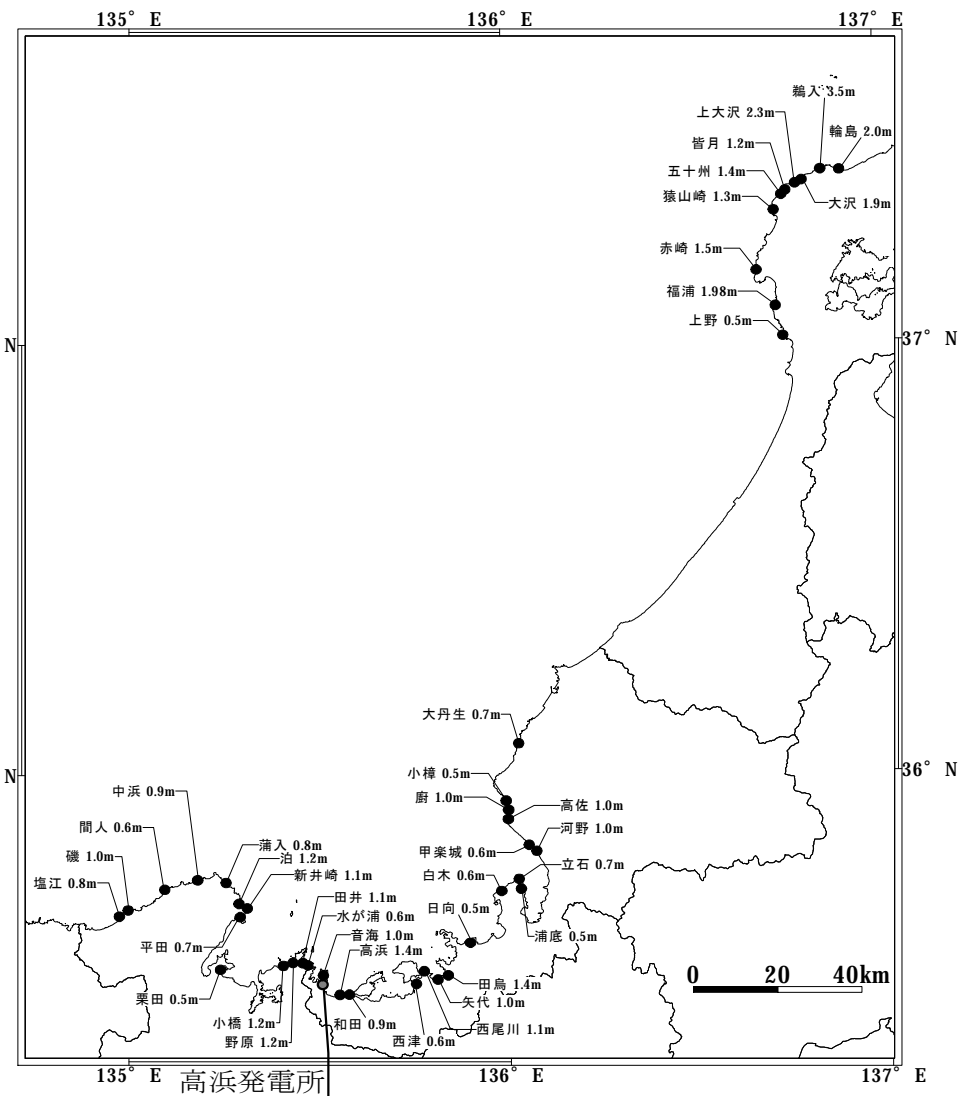 135° E
136° E
137° E
鵜入 3.5m
上大沢 2.3m
輪島 2.0m
皆月 1.2m
五十州 1.4m
猿山崎 1.3m
大沢 1.9m
赤崎 1.5m
福浦 1.98m
上野 0.5m
N
37° N
大丹生 0.7m
N
36° N
小樟 0.5m
中浜 0.9m
廚 1.0m
高佐 1.0m
間人 0.6m
河野 1.0m
蒲入 0.8m
甲楽城 0.6m
磯 1.0m
泊 1.2m
立石 0.7m
新井崎 1.1m
白木 0.6m
塩江 0.8m
田井 1.1m
日向 0.5m
水が浦 0.6m
浦底 0.5m
音海 1.0m
平田 0.7m
高浜 1.4m
0 20 40km
田烏 1.4m
栗田 0.5m
矢代 1.0m
小橋 1.2m
和田 0.9m
西尾川 1.1m
野原 1.2m
西津 0.6m
135° E
136° E
137° E
高浜発電所